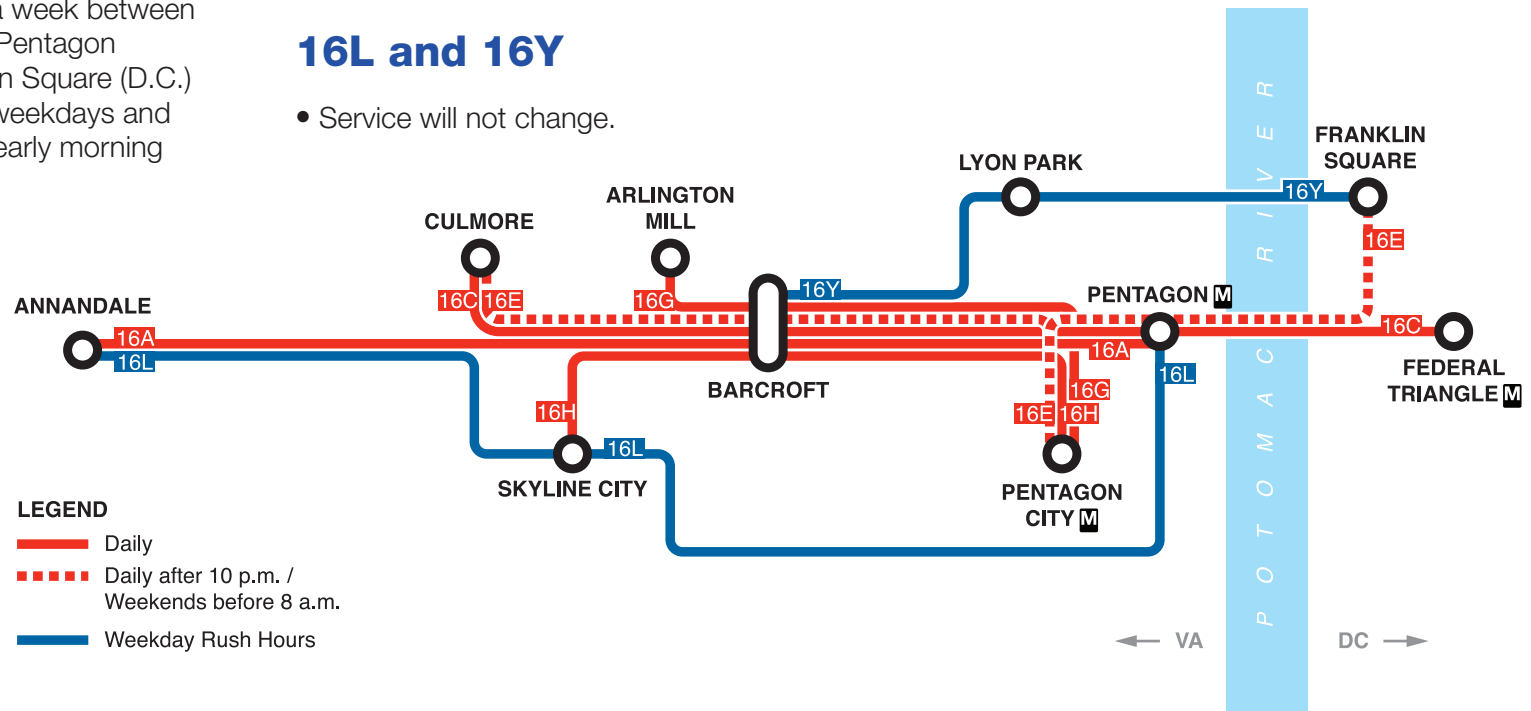 a week between
Pentagon
n Square (D.C.)
weekdays and
early morning
16L and 16Y
• Service will not change.
FRANKLIN
SQUARE
LYON PARK
16Y
ARLINGTON
MILL
CULMORE
16E
16C
16E
16G
16Y
PENTAGON M
ANNANDALE
16A
16L
16C
16A
16L
BARCROFT
FEDERAL
TRIANGLE M
16H
16G
16E
16H
16L
SKYLINE CITY
PENTAGON
CITY M
POTOMAC RIVER
LEGEND
Daily
Daily after 10 p.m. /
Weekends before 8 a.m.
Weekday Rush Hours
VA
DC